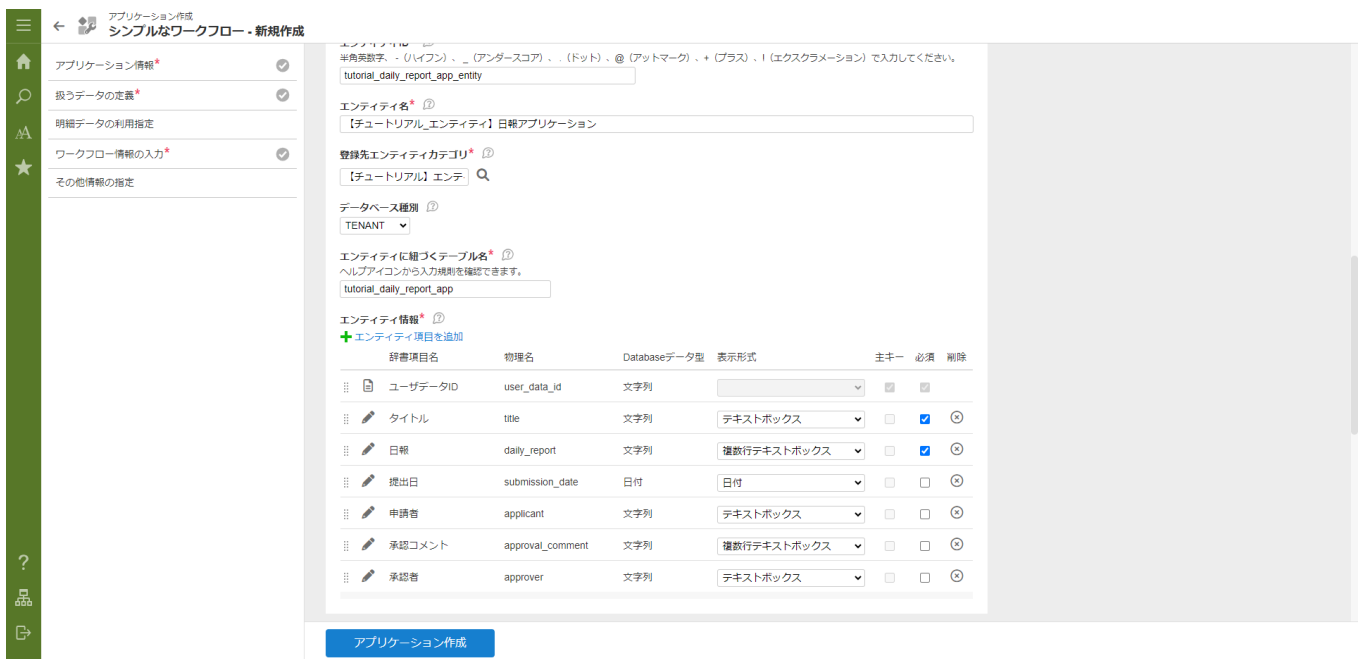 アプリケーション作成
シンプルなワークフロー - 新規作成
アプリケーション情報*
扱うデータの定義*
明細データの利用指定
ワークフロー情報の入力*
その他情報の指定
エンティティID
半角英数字、-（ハイフン）、_（アンダースコア）、.（ドット）、@（アットマーク）、+（プラス）、!（エクスクラメーション）で入力してください。
tutorial_daily_report_app_entity
エンティティ名*
【チュートリアル_エンティティ】日報アプリケーション
登録先エンティティカテゴリ*
【チュートリアル】エンテ
データベース種別
TENANT
エンティティに紐づくテーブル名*
ヘルプアイコンから入力規則を確認できます。
tutorial_daily_report_app
エンティティ情報*
エンティティ項目を追加
辞書項目名 物理名 Databaseデータ型 表示形式 主キー 必須 削除
ユーザデータID user_data_id 文字列
タイトル title 文字列 テキストボックス
日報 daily_report 文字列 複数行テキストボックス
提出日 submission_date 日付 日付
申請者 applicant 文字列 テキストボックス
承認コメント approval_comment 文字列 複数行テキストボックス
承認者 approver 文字列 テキストボックス
アプリケーション作成